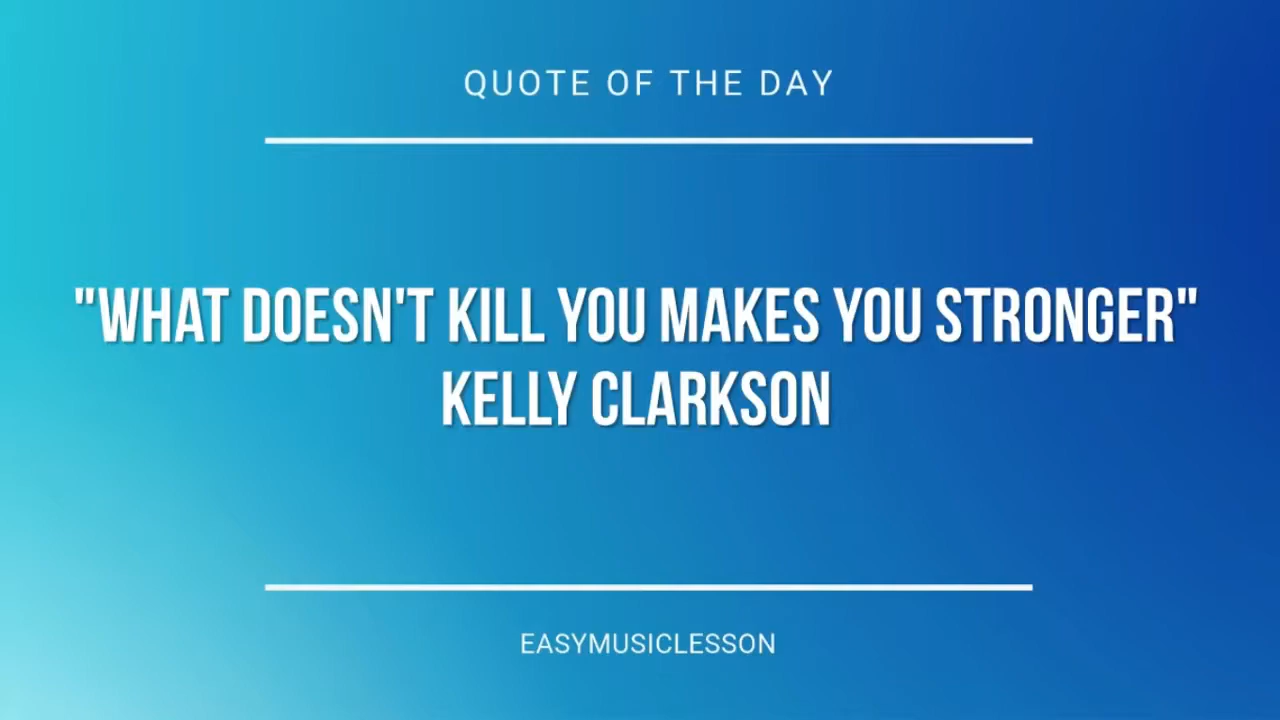 QUOTE OF THE DAY
"WHAT DOESN'T KILL YOU MAKES YOU STRONGER"
KELLY CLARKSON
EASYMUSICLESSON